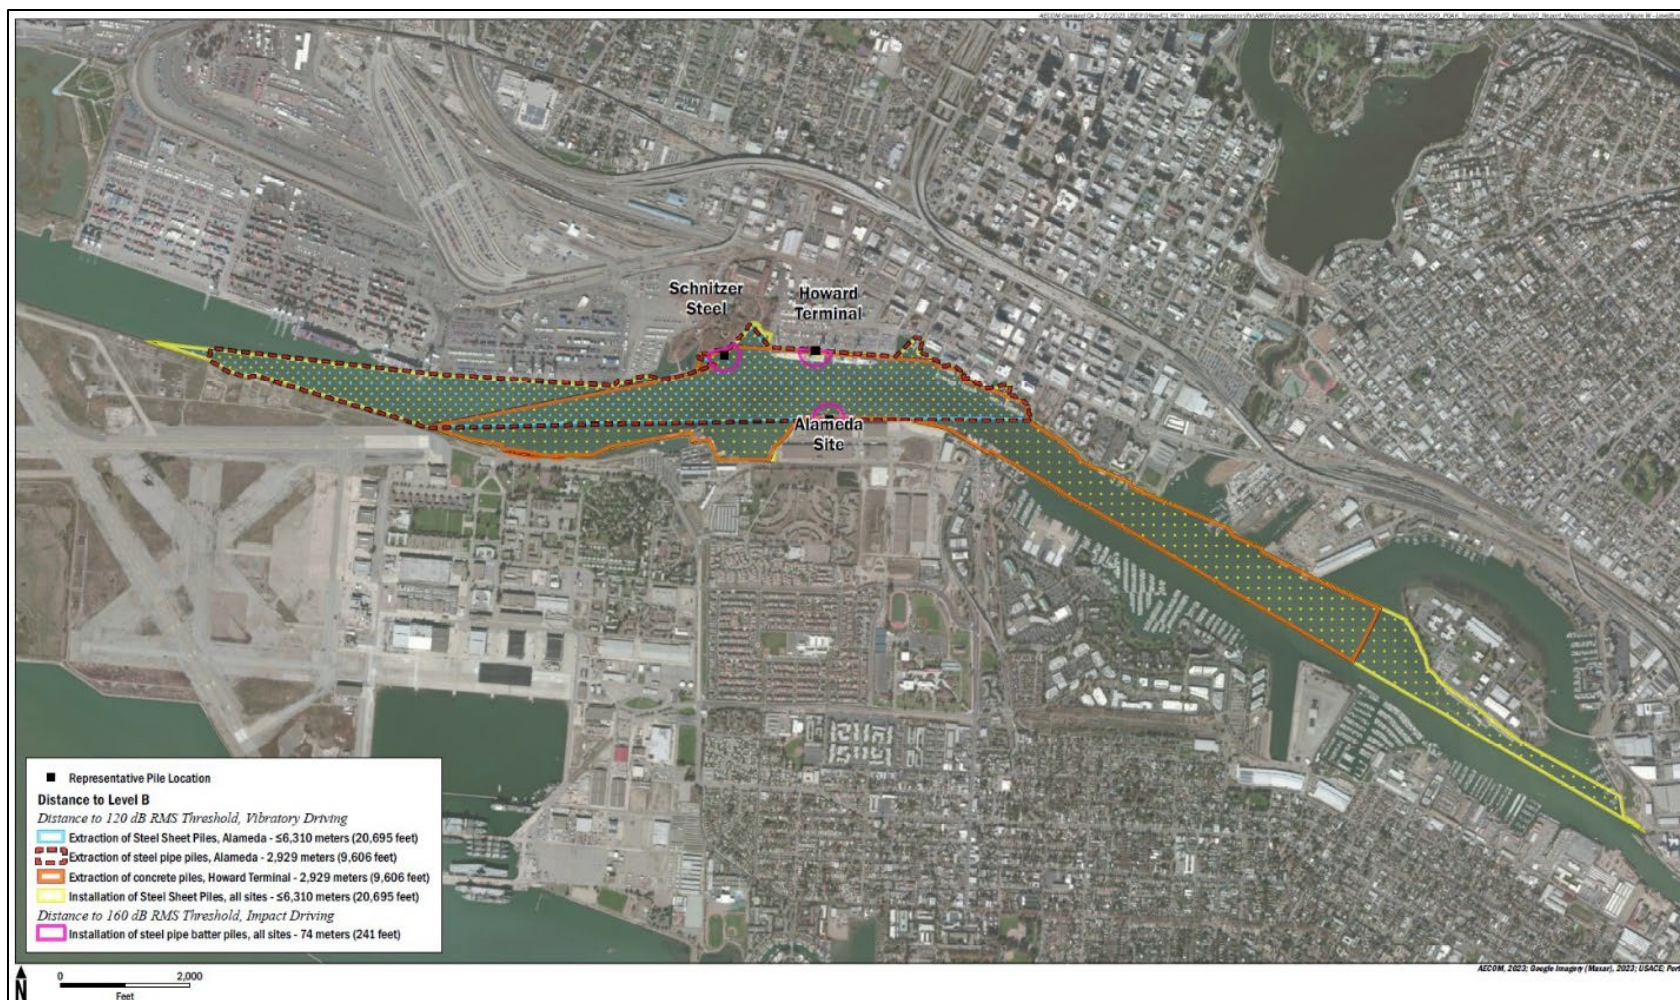 Schnitzer
Steel
Howard
Terminal
Alameda
Site
Representative Pile Location
Distance to Level B
Distance to 120 dB RMS Threshold, Vibratory Driving
Extraction of Steel Sheet Piles, Alameda - ≤6,310 meters (20,695 feet)
Extraction of steel pipe piles, Alameda - 2,929 meters (9,606 feet)
Extraction of concrete piles, Howard Terminal - 2,929 meters (9,606 feet)
Installation of Steel Sheet Piles, all sites - ≤6,310 meters (20,695 feet)
Distance to 160 dB RMS Threshold, Impact Driving
Installation of steel pipe batter piles, all sites - 74 meters (241 feet)
N
0 2,000
Feet
AECOM, 2023; Google Imagery (Maxar), 2023; USACE; Port